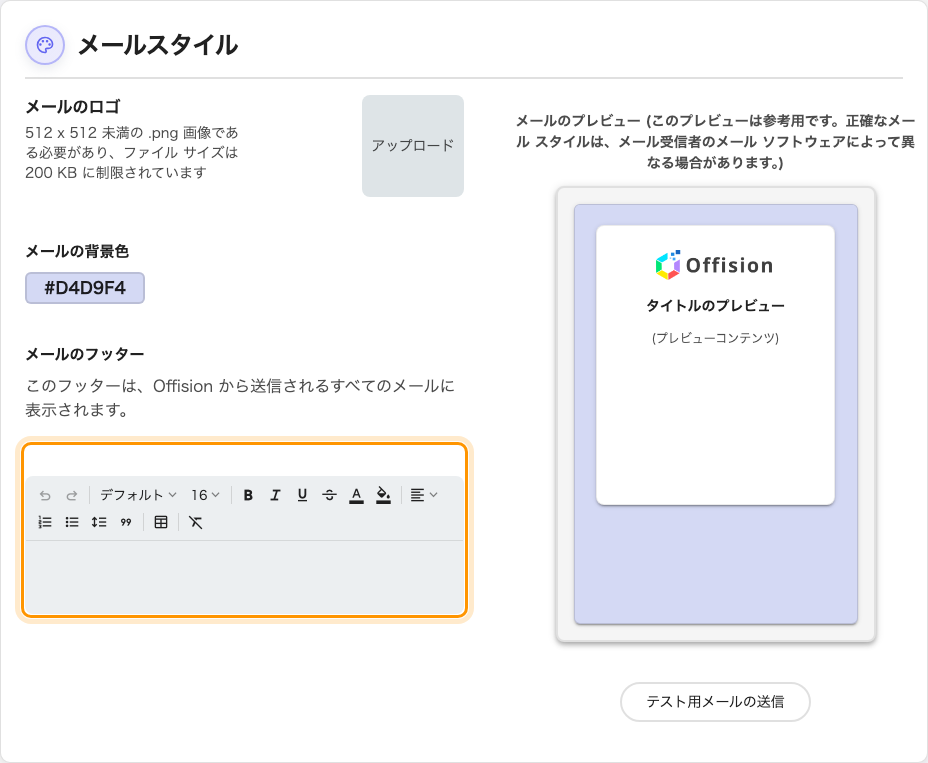 メールスタイル
メールのロゴ
512 x 512 未満の .png 画像であ
る必要があり、ファイル サイズは
200 KB に制限されています
アップロード
メールの背景色
#D4D9F4
メールのフッター
このフッターは、Offision から送信されるすべてのメールに
表示されます。
デフォルト 16 B I U S A
メールのプレビュー (このプレビューは参考用です。正確なメー
ル スタイルは、メール受信者のメール ソフトウェアによって異
なる場合があります。)
Offision
タイトルのプレビュー
(プレビューコンテンツ)
テスト用メールの送信